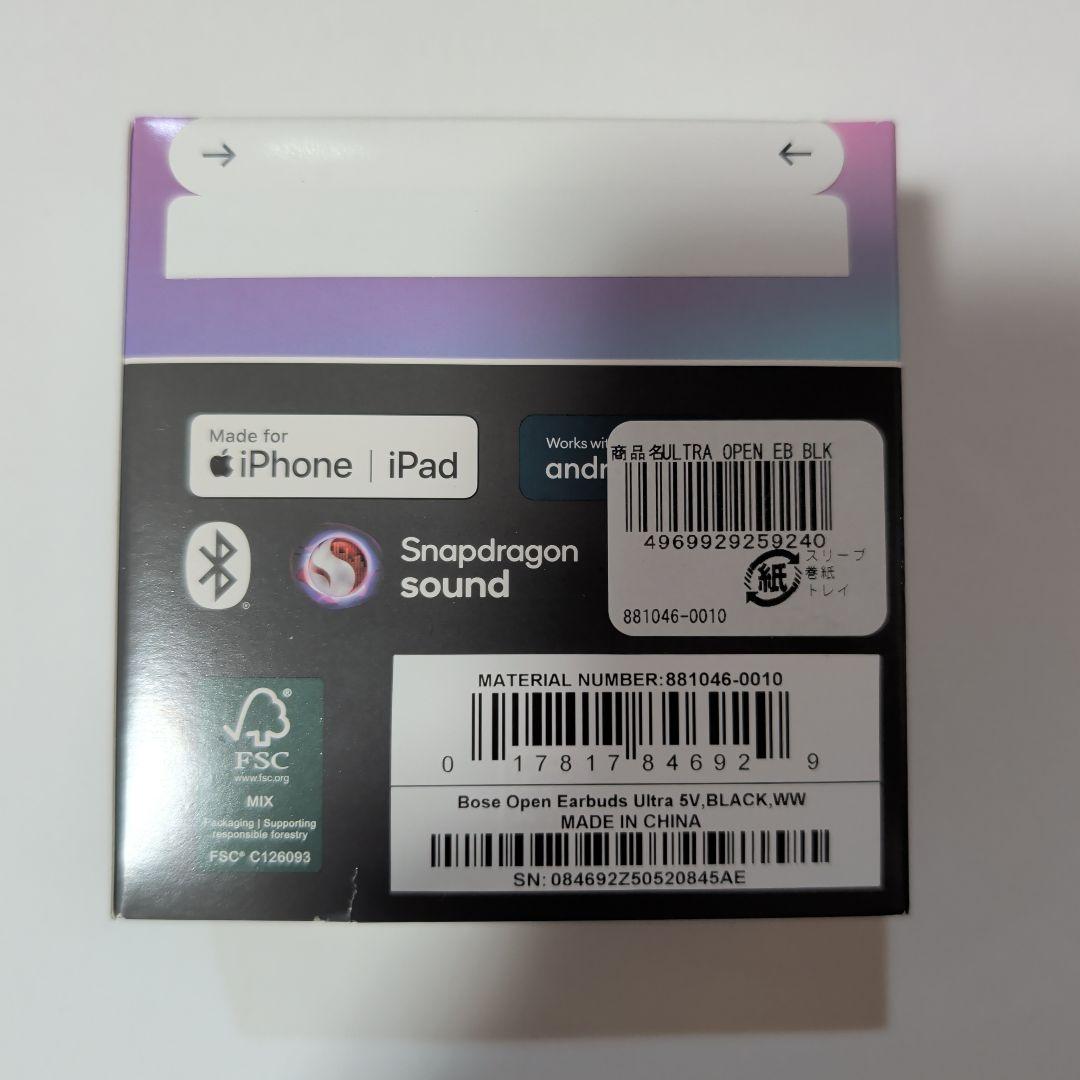 → ←
Made for
iPhone | iPad
Works wit
andr
商品名ULTRA OPEN EB BLK
4969929259240
紙
スリーブ
巻紙
トレイ
881046-0010
Snapdragon
sound
MATERIAL NUMBER:881046-0010
0 17817 84692 9
Bose Open Earbuds Ultra 5V,BLACK,WW
MADE IN CHINA
SN: 084692Z50520845AE
FSC
www.fsc.org
MIX
Packaging | Supporting
responsible forestry
FSC® C126093